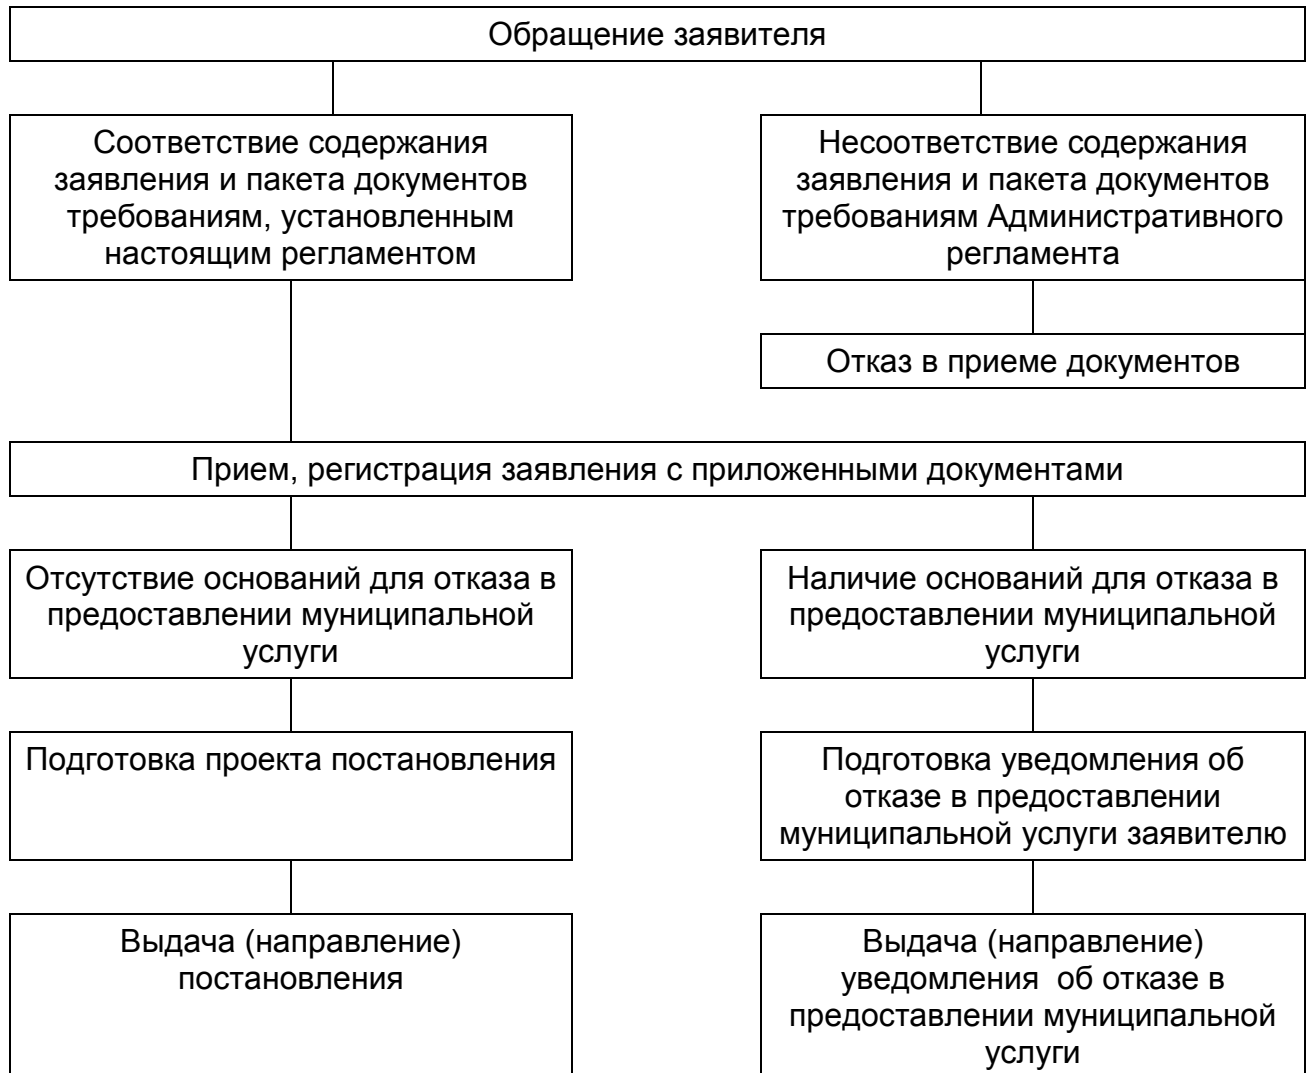 Обращение заявителя
Соответствие содержания
заявления и пакета документов
требованиям, установленным
настоящим регламентом
Несоответствие содержания
заявления и пакета документов
требованиям Административного
регламента
Отказ в приеме документов
Прием, регистрация заявления с приложенными документами
Отсутствие оснований для отказа в
предоставлении муниципальной
услуги
Наличие оснований для отказа в
предоставлении муниципальной
услуги
Подготовка проекта постановления
Подготовка уведомления об
отказе в предоставлении
муниципальной услуги заявителю
Выдача (направление)
постановления
Выдача (направление)
уведомления  об отказе в
предоставлении муниципальной
услуги